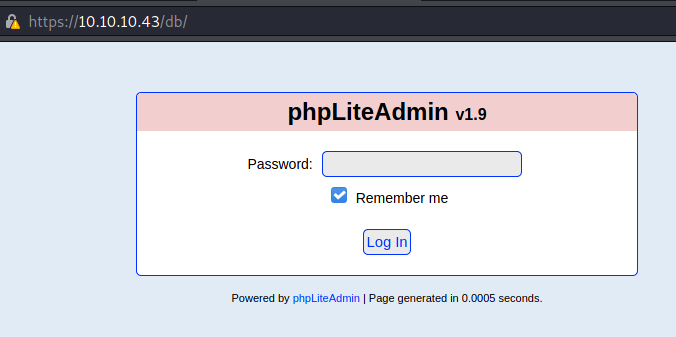 https://10.10.10.43/db/
phpLiteAdmin v1.9
Password:
Remember me
Log In
Powered by phpLiteAdmin | Page generated in 0.0005 seconds.